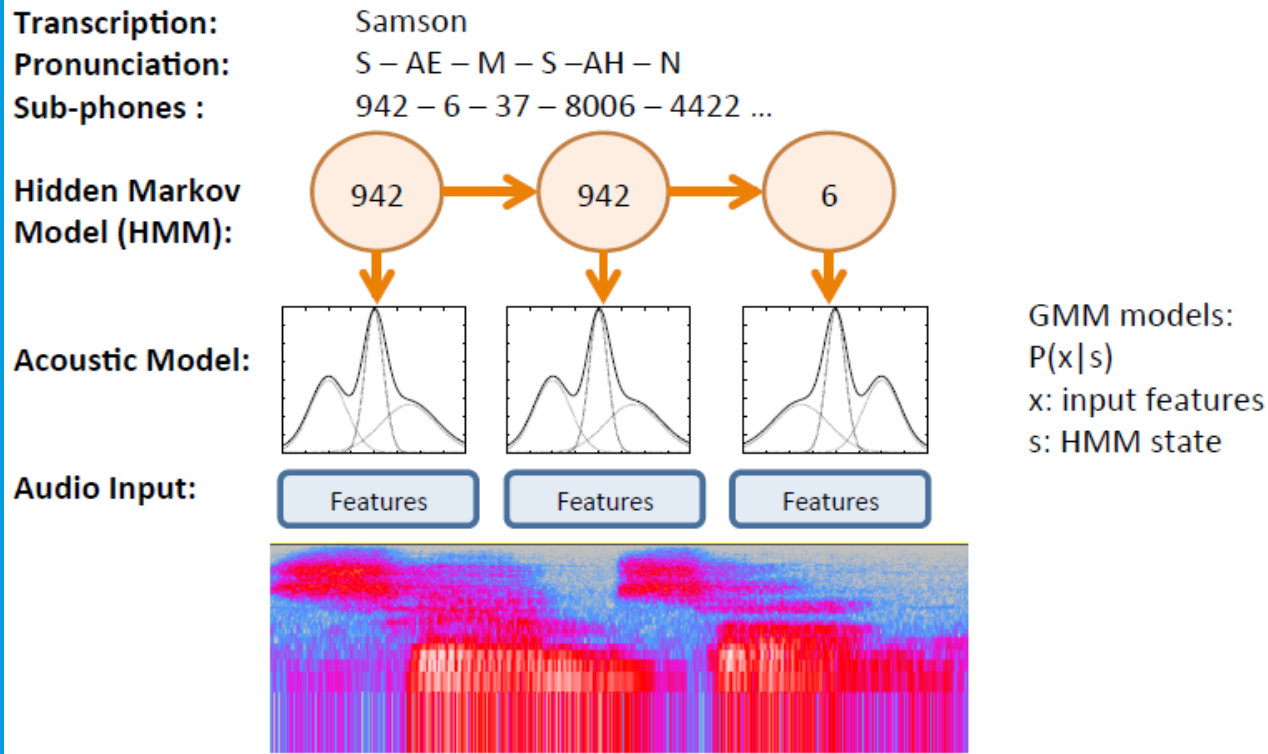 Transcription: Samson
Pronunciation: S – AE – M – S –AH – N
Sub-phones : 942 – 6 – 37 – 8006 – 4422 ...
Hidden Markov
Model (HMM):
942
942
6
Acoustic Model:
GMM models:
P(x|s)
x: input features
s: HMM state
Audio Input:
Features
Features
Features